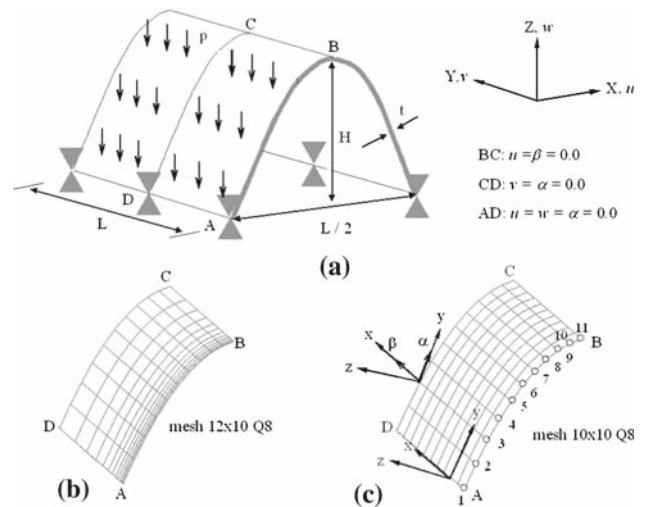 C
p
B
Z, w
Y, v
X, u
t
H
BC: u = β = 0.0
CD: v = α = 0.0
AD: u = w = α = 0.0
D
A
L
L / 2
(a)
C
B
D
A
mesh 12x10 Q8
(b)
C
y
x
β
α
z
10
11
B
9
8
7
6
5
4
3
2
1
D
x
y
z
A
mesh 10x10 Q8
(c)